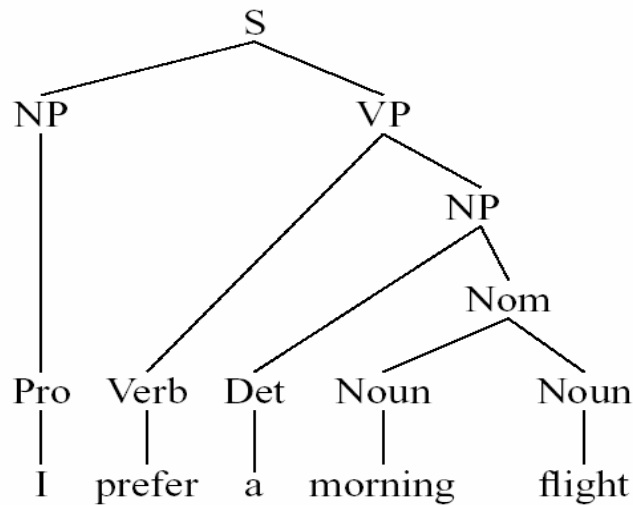 S
NP VP
NP
Nom
Pro Verb Det Noun Noun
I prefer a morning flight